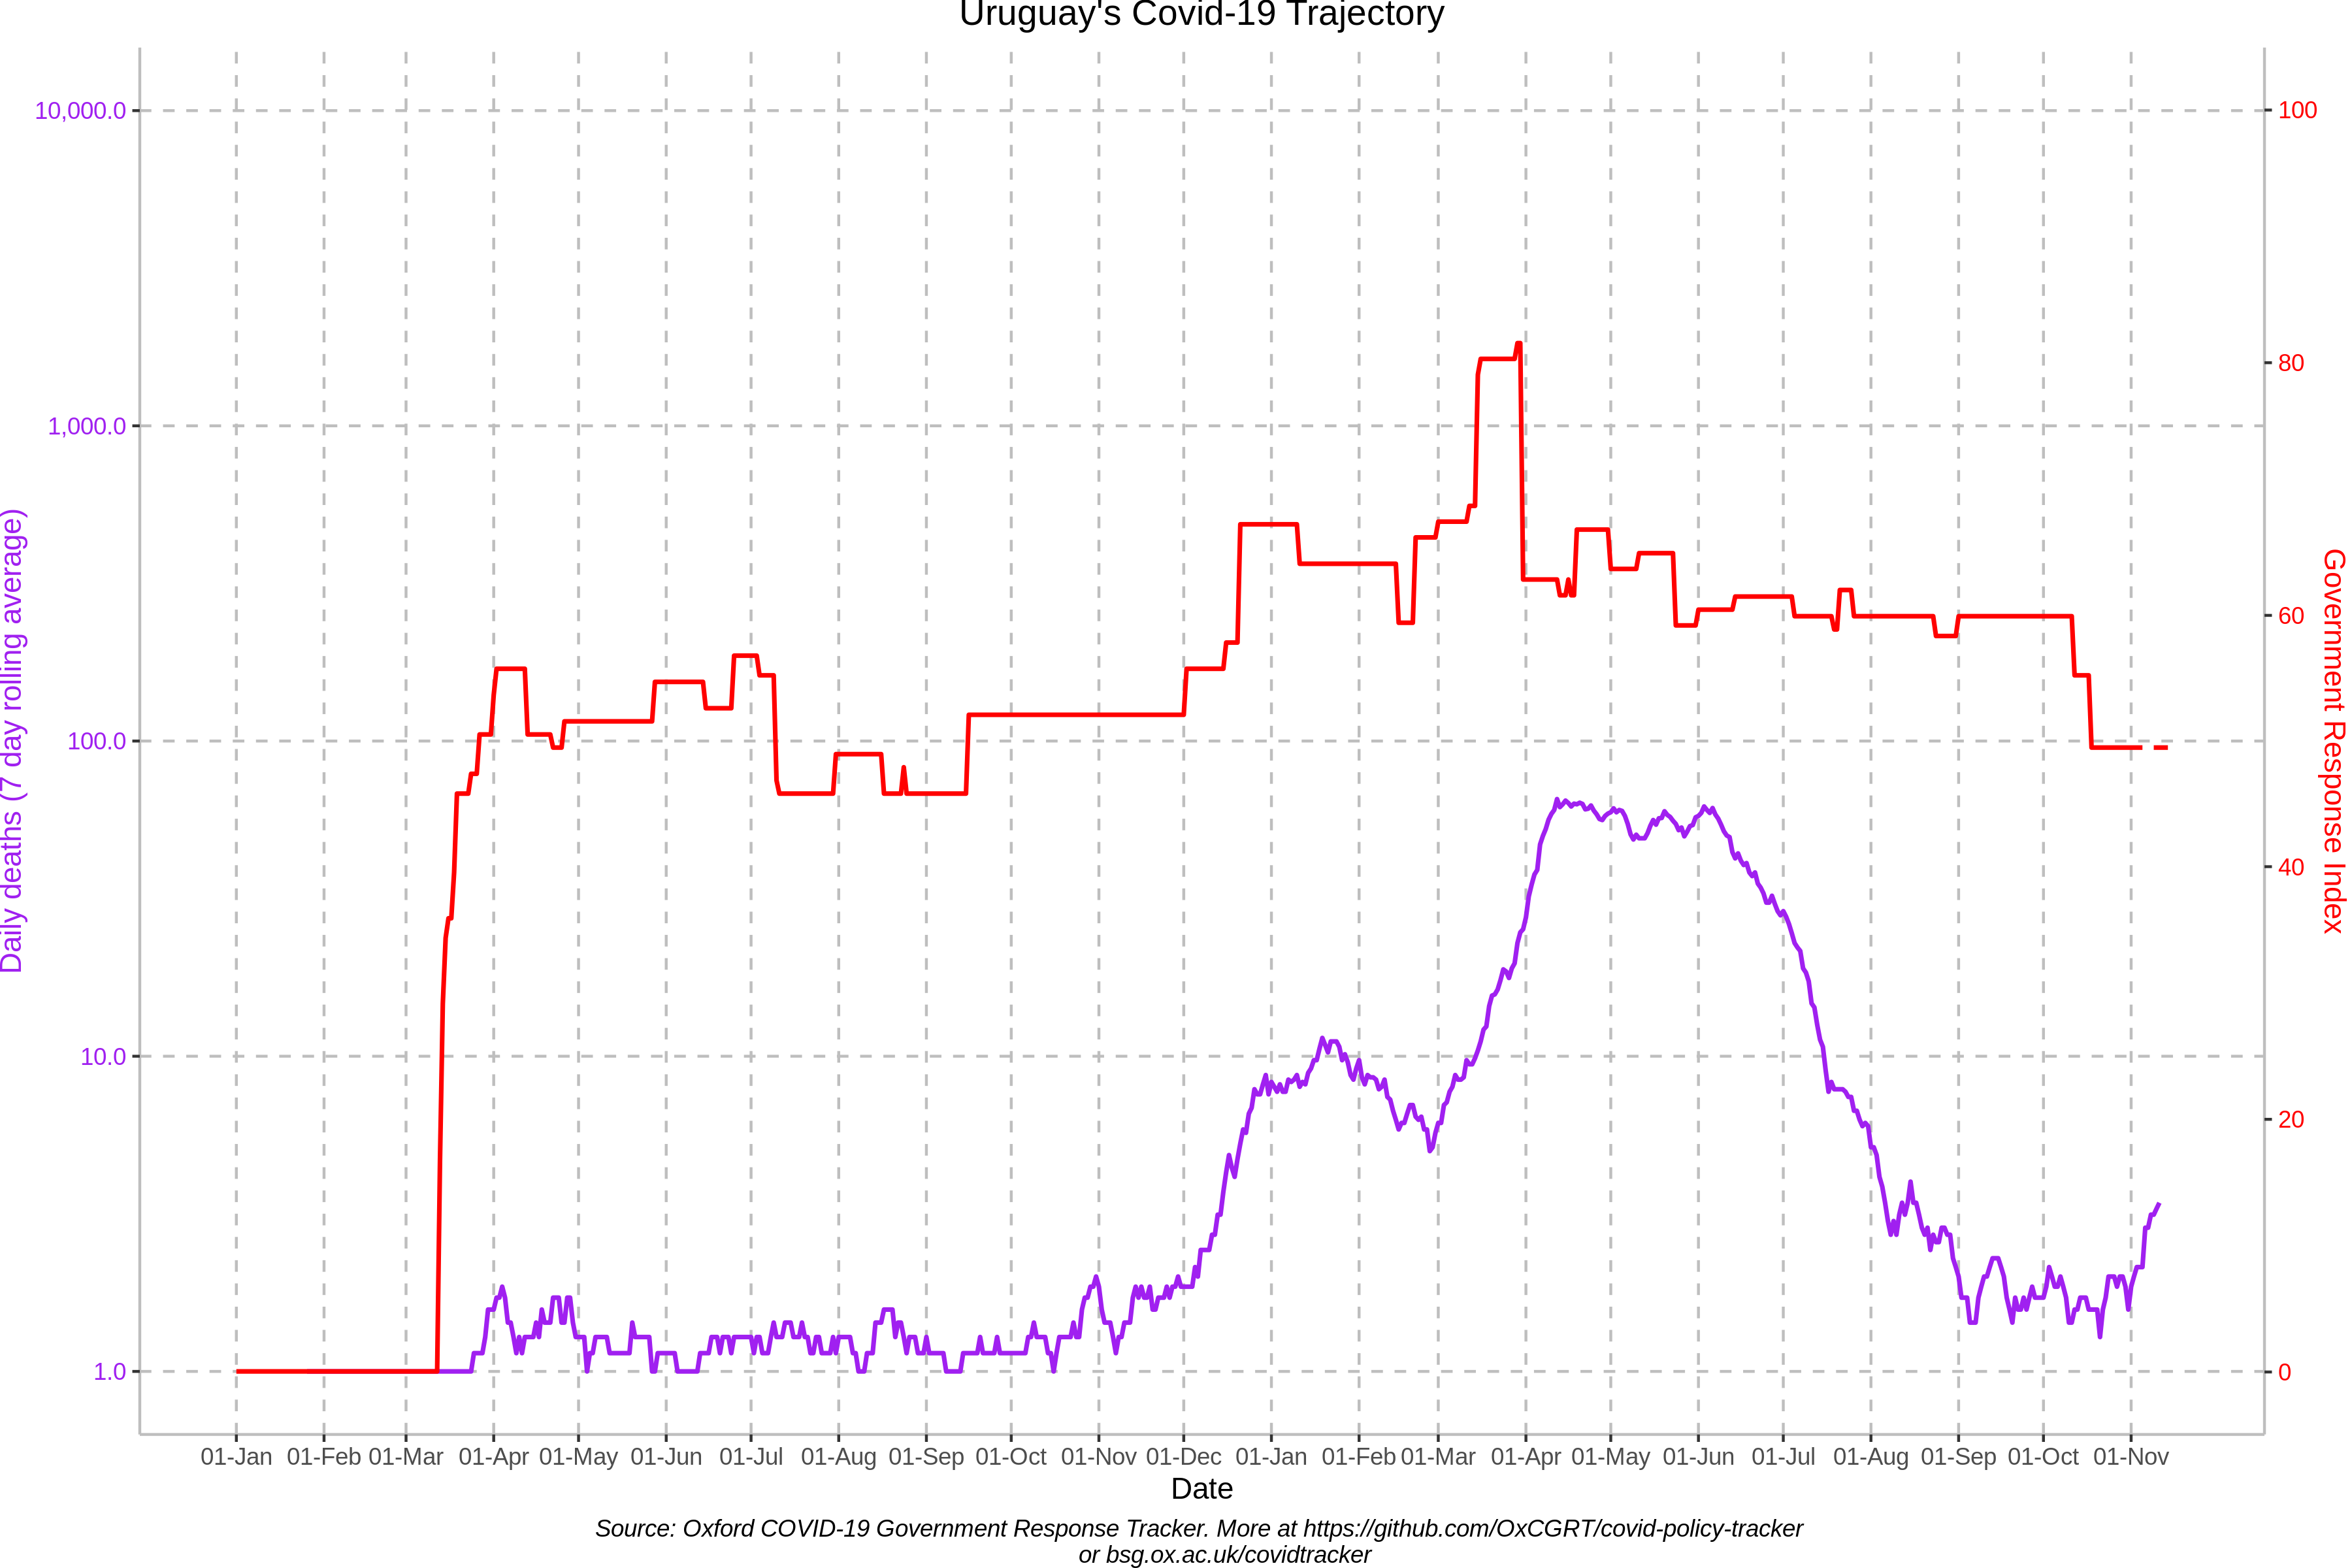 Uruguay's Covid-19 Trajectory
10,000.0
1,000.0
100.0
10.0
1.0
Daily deaths (7 day rolling average)
100
80
60
40
20
0
Government Response Index
01-Jan 01-Feb 01-Mar 01-Apr 01-May 01-Jun 01-Jul 01-Aug 01-Sep 01-Oct 01-Nov 01-Dec 01-Jan 01-Feb 01-Mar 01-Apr 01-May 01-Jun 01-Jul 01-Aug 01-Sep 01-Oct 01-Nov
Date
Source: Oxford COVID-19 Government Response Tracker. More at https://github.com/OxCGRT/covid-policy-tracker
or bsg.ox.ac.uk/covidtracker